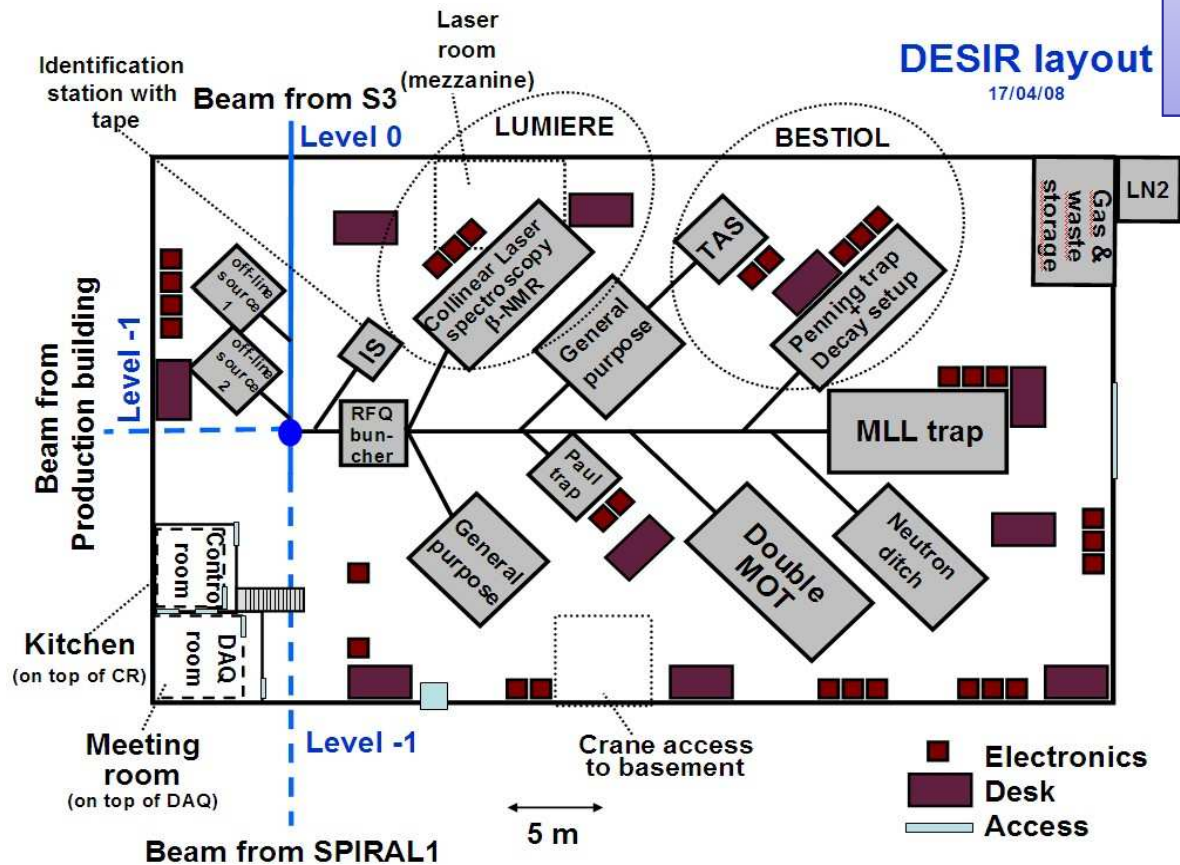 Laser
room
(mezzanine)
DESIR layout
17/04/08
Identification
station with
tape
Beam from S3
Level 0
LUMIERE
BESTIOL
Gas &
waste
storage
LN2
off-line
source
1
off-line
source
2
IS
Collinear Laser
spectroscopy
β-NMR
General
purpose
TAS
Penning trap
+
Decay setup
Beam from
Production building
Level -1
RFQ
bun-
cher
MLL trap
Paul
trap
General
purpose
Double
MOT
Neutron
ditch
Contro
room
DAQ
room
Kitchen
(on top of CR)
Meeting
room
(on top of DAQ)
Level -1
Crane access
to basement
5 m
Electronics
Desk
Access
Beam from SPIRAL1